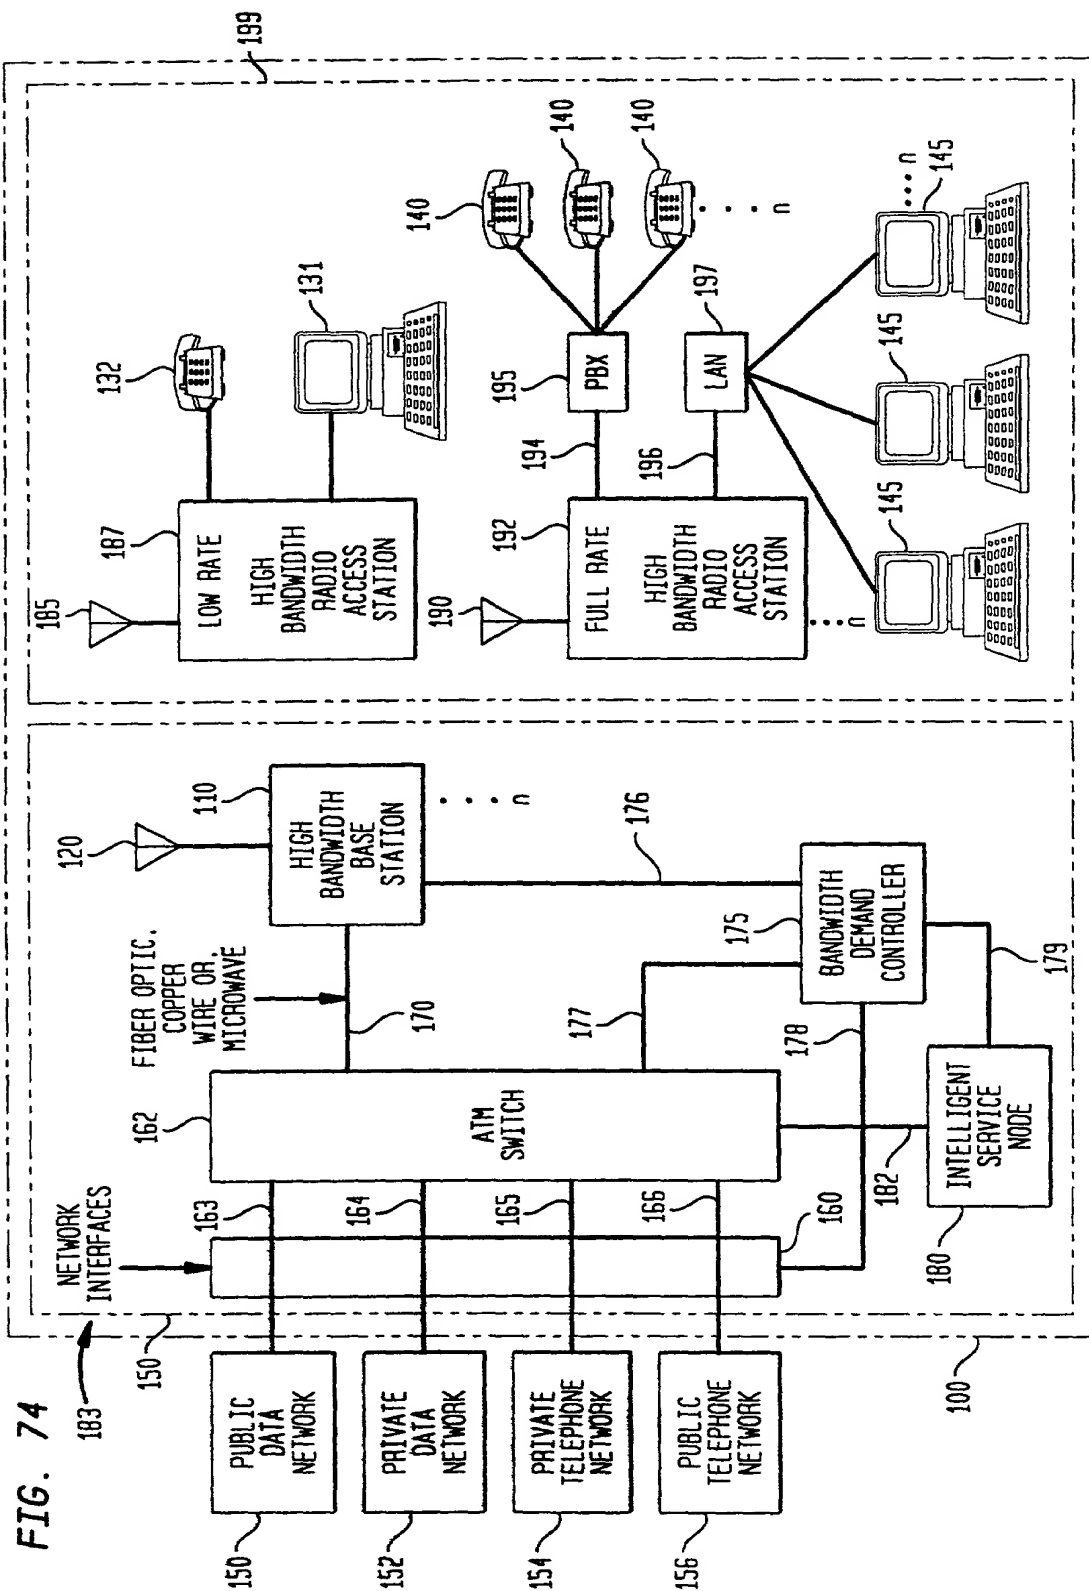 FIG. 74
183
NETWORK
INTERFACES
150
150
PUBLIC
DATA
NETWORK
152
PRIVATE
DATA
NETWORK
154
PRIVATE
TELEPHONE
NETWORK
156
PUBLIC
TELEPHONE
NETWORK
100
163
164
165
166
160
162
ATM
SWITCH
182
180
INTELLIGENT
SERVICE
NODE
FIBER OPTIC.
COPPER
WIRE OR.
MICROWAVE
170
177
178
179
175
BANDWIDTH
DEMAND
CONTROLLER
176
120
110
HIGH
BANDWIDTH
BASE
STATION
n
185
187
LOW RATE
HIGH
BANDWIDTH
RADIO
ACCESS
STATION
132
131
190
192
FULL RATE
HIGH
BANDWIDTH
RADIO
ACCESS
STATION
n
194
195
PBX
196
197
LAN
140
140
140
n
145
145
145
n
199